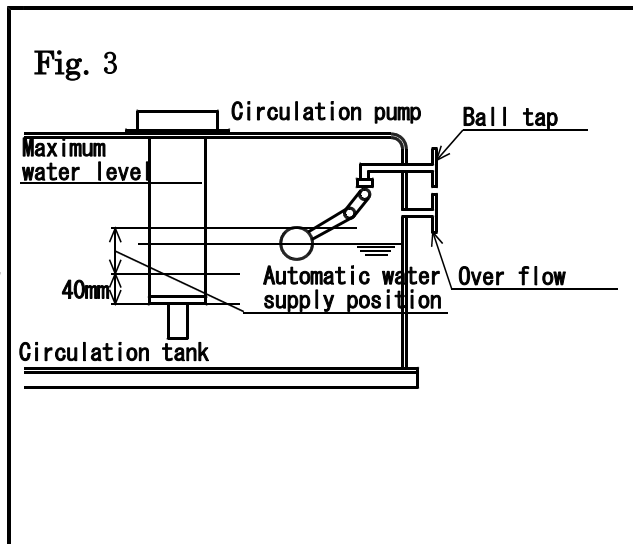 Fig. 3
Circulation pump
Ball tap
Maximum
water level
40mm
Automatic water
supply position
Over flow
Circulation tank